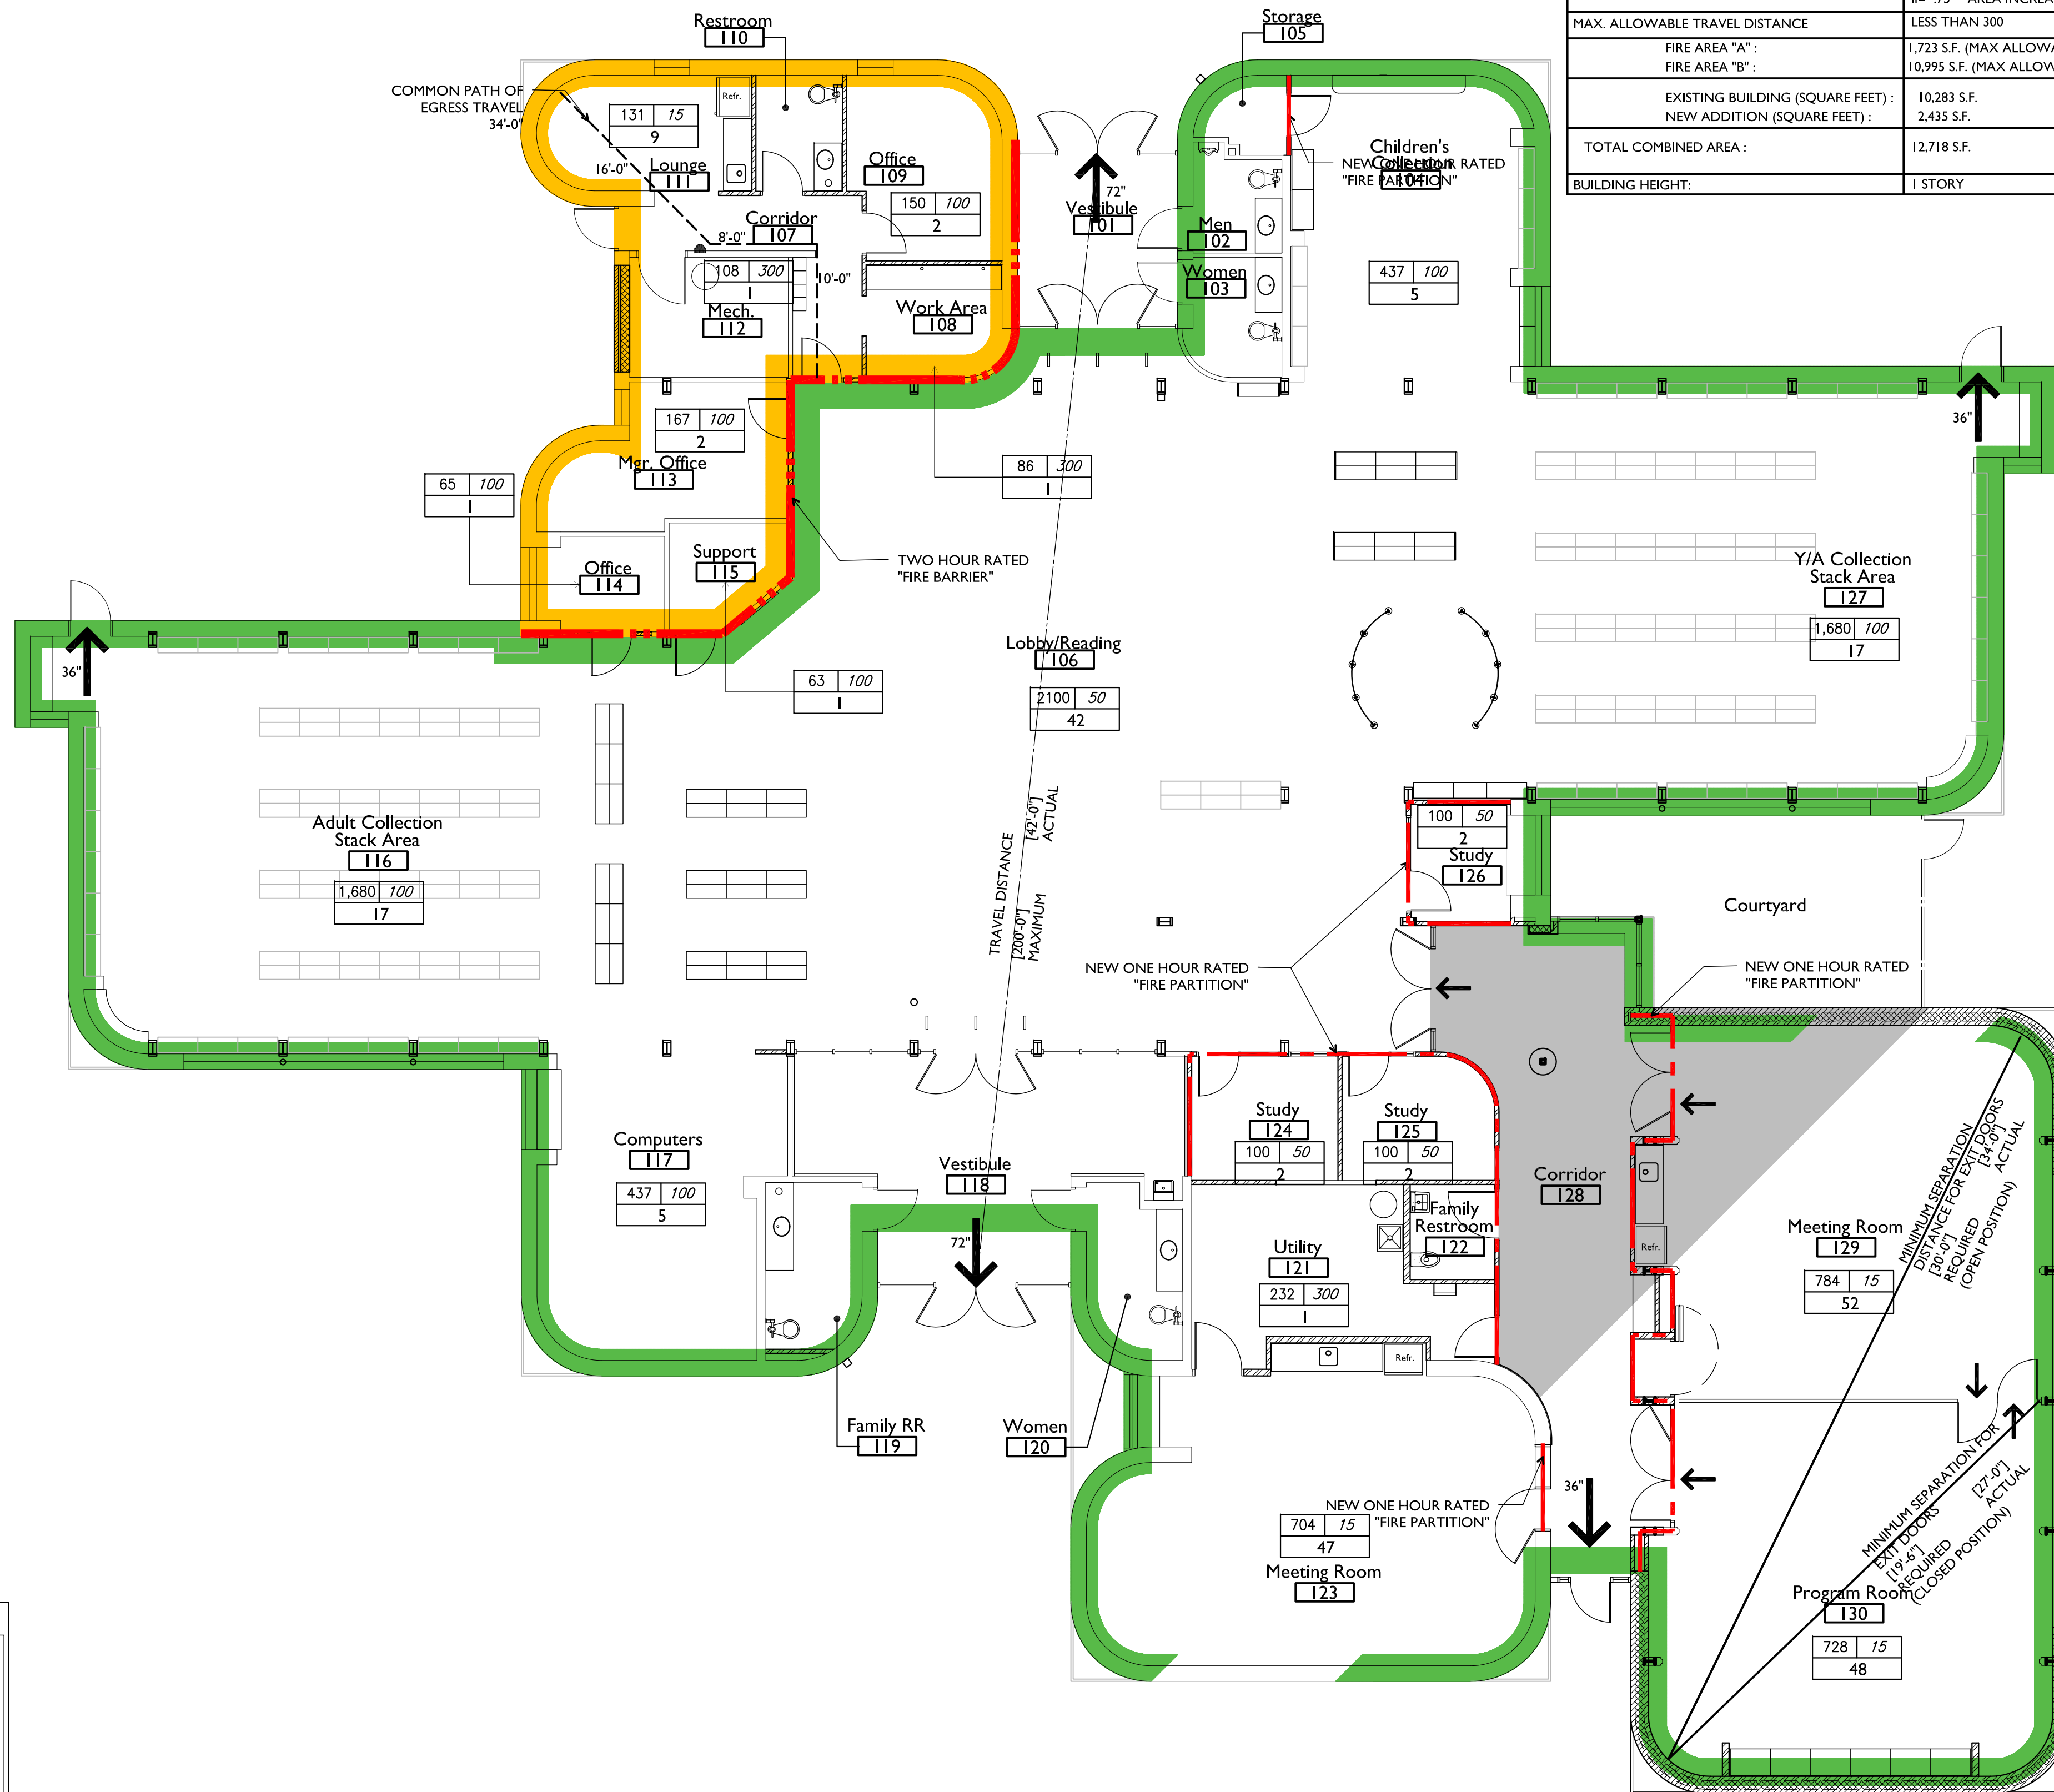 MAX. ALLOWABLE TRAVEL DISTANCE
LESS THAN 300
FIRE AREA "A" :
1,723 S.F. (MAX ALLOWA
FIRE AREA "B" :
10,995 S.F. (MAX ALLOW
EXISTING BUILDING (SQUARE FEET) :
10,283 S.F.
NEW ADDITION (SQUARE FEET) :
2,435 S.F.
TOTAL COMBINED AREA :
12,718 S.F.
BUILDING HEIGHT:
1 STORY
Restroom
110
Storage
105
COMMON PATH OF
EGRESS TRAVEL
34'-0"
Refr.
131 15
9
16'-0"
Lounge
111
Office
109
150 100
2
Corridor
107
8'-0"
108 300
1
10'-0"
Mech.
112
Work Area
108
72"
Vestibule
101
Men
102
Women
103
Children's
Collection
104
NEW ONE HOUR RATED
"FIRE PARTITION"
437 100
5
36"
167 100
2
Mgr. Office
113
65 100
1
86 300
1
Office
114
Support
115
TWO HOUR RATED
"FIRE BARRIER"
Y/A Collection
Stack Area
127
1,680 100
17
36"
63 100
1
Lobby/Reading
106
2100 50
42
TRAVEL DISTANCE
[200'-0"]
MAXIMUM
[42'-0"]
ACTUAL
Adult Collection
Stack Area
116
1,680 100
17
100 50
2
Study
126
Courtyard
NEW ONE HOUR RATED
"FIRE PARTITION"
NEW ONE HOUR RATED
"FIRE PARTITION"
Computers
117
437 100
5
Vestibule
118
72"
Study
124
100 50
2
Study
125
100 50
2
Corridor
128
Family
Restroom
122
Utility
121
232 300
1
Refr.
Refr.
Meeting Room
129
784 15
52
MINIMUM SEPARATION
DISTANCE FOR EXIT DOORS
[30'-0"]
REQUIRED
(OPEN POSITION)
[34'-0"]
ACTUAL
Family RR
119
Women
120
NEW ONE HOUR RATED
"FIRE PARTITION"
704 15
47
Meeting Room
123
36"
MINIMUM SEPARATION FOR
EXIT DOORS
[19'-6"]
REQUIRED
(CLOSED POSITION)
[27'-0"]
ACTUAL
Program Room
130
728 15
48